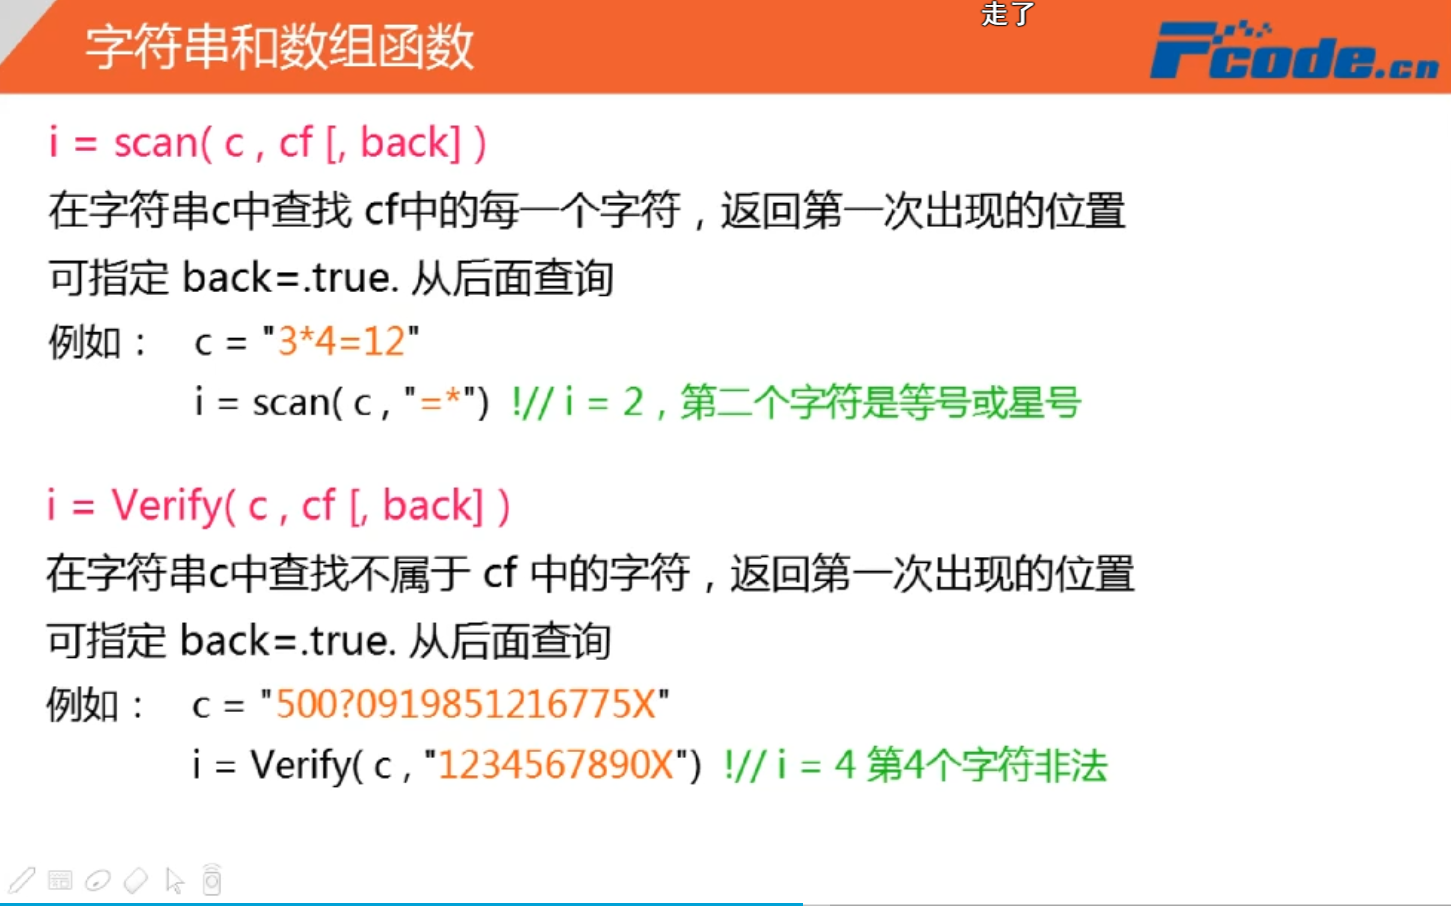 走了
字符串和数组函数
Fcode.cn
i = scan( c , cf [, back] )
在字符串c中查找 cf中的每一个字符，返回第一次出现的位置
可指定 back=.true. 从后面查询
例如： c = "3*4=12"
i = scan( c , "=*") !// i = 2，第二个字符是等号或星号
i = Verify( c , cf [, back] )
在字符串c中查找不属于 cf 中的字符，返回第一次出现的位置
可指定 back=.true. 从后面查询
例如： c = "500?0919851216775X"
i = Verify( c , "1234567890X") !// i = 4 第4个字符非法